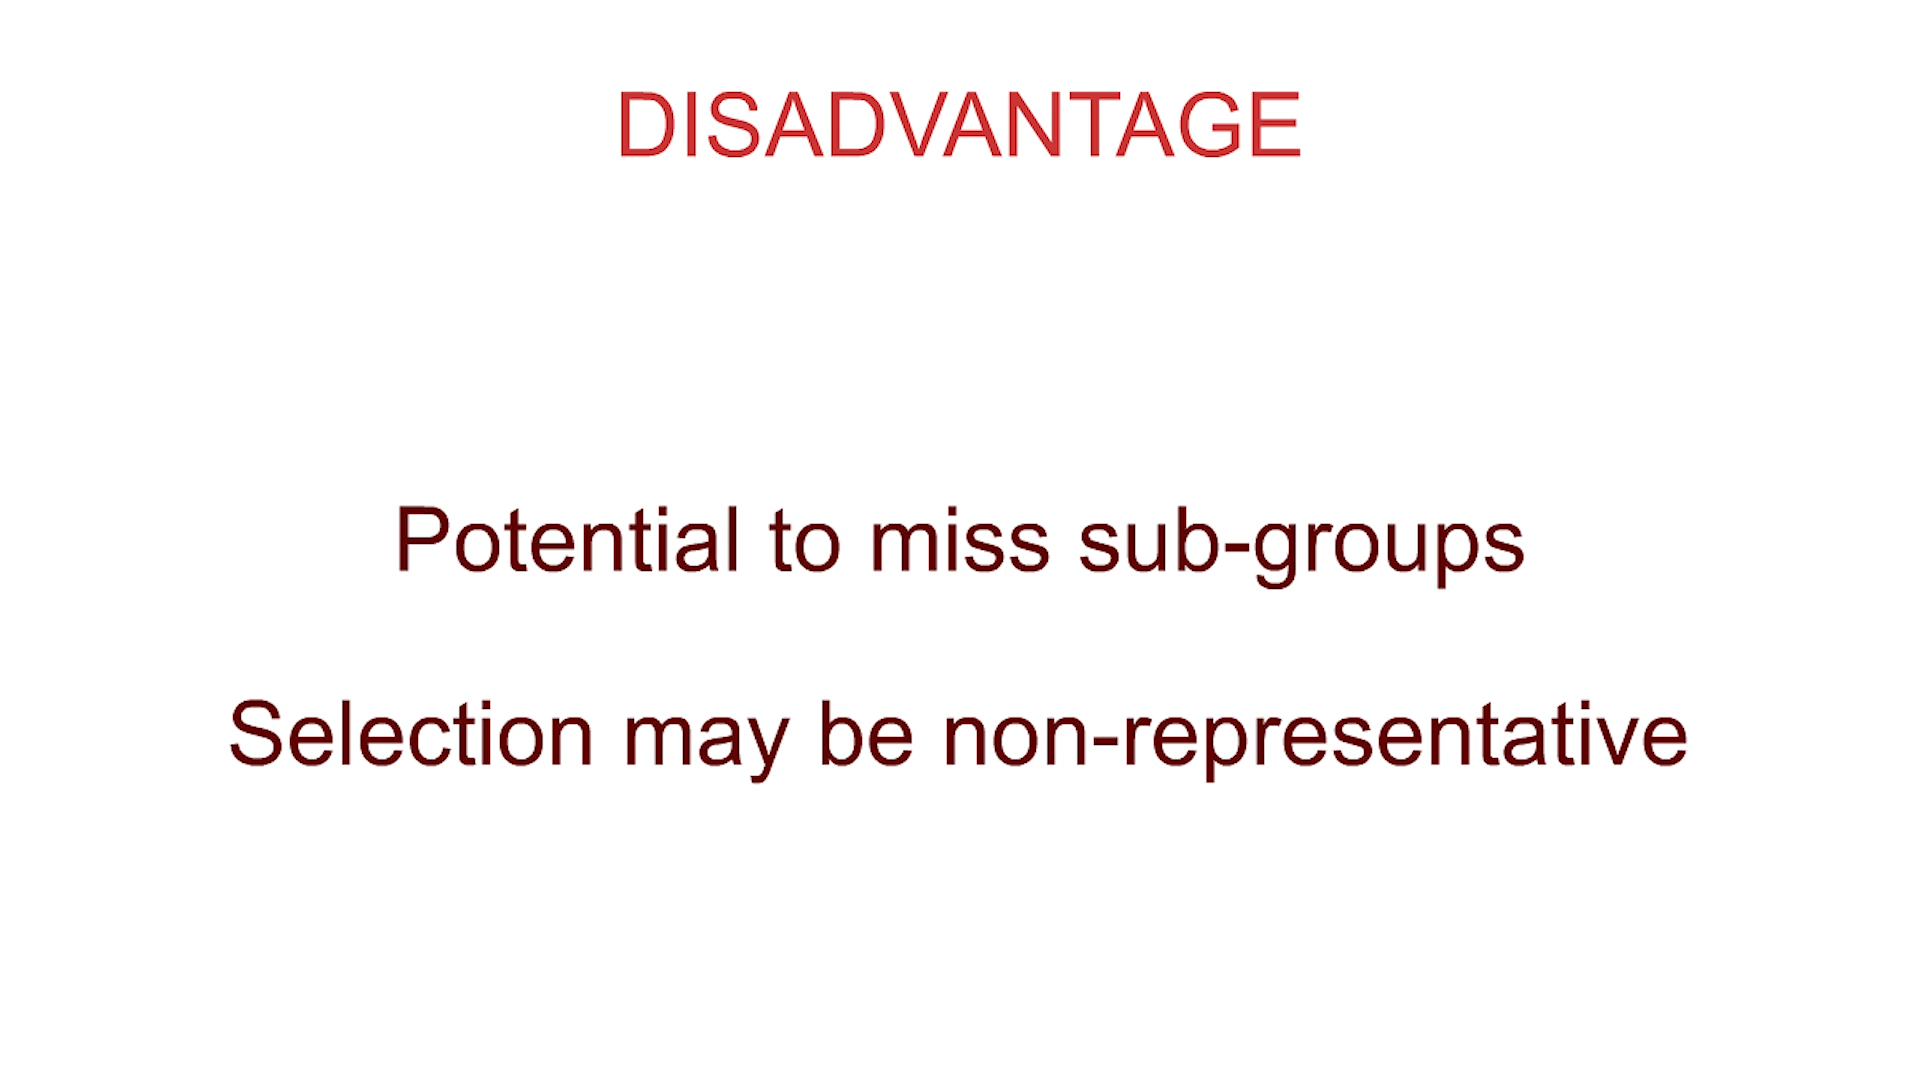 DISADVANTAGE
Potential to miss sub-groups
Selection may be non-representative